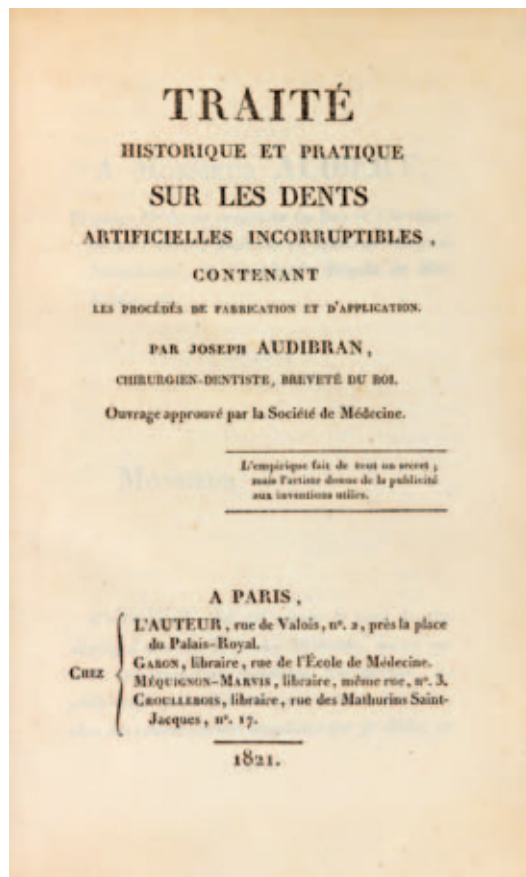 TRAITÉ
HISTORIQUE ET PRATIQUE
SUR LES DENTS
ARTIFICIELLES INCORRUPTIBLES,
CONTENANT
LES PROCÉDÉS DE FABRICATION ET D'APPLICATION.
PAR JOSEPH AUDIBRAN,
CHIRURGIEN-DENTISTE, BREVETÉ DU ROI.
Ouvrage approuvé par la Société de Médecine.
L'empirique fait de tout un secret;
mais l'artiste donne de la publicité
aux inventions utiles.
A PARIS,
CHEZ
L'AUTEUR, rue de Valois, n°. 2, près la place
du Palais-Royal.
GABON, libraire, rue de l'École de Médecine.
MÉQUIGNON-MARVIS, libraire, même rue, n°. 3.
CROULLEBOIS, libraire, rue des Mathurins Saint-
Jacques, n°. 17.
1821.